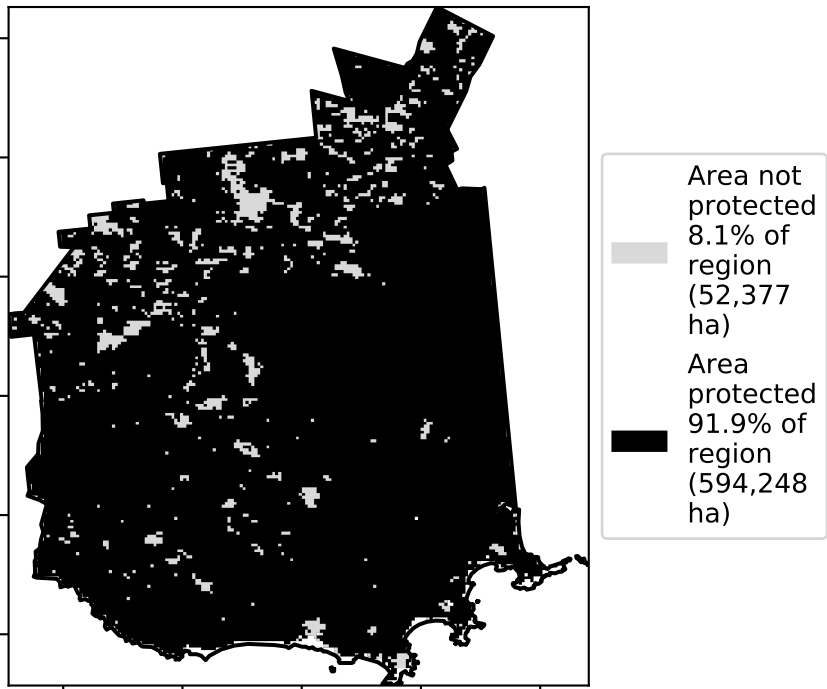 Area not
protected
8.1% of
region
(52,377
ha)
Area
protected
91.9% of
region
(594,248
ha)